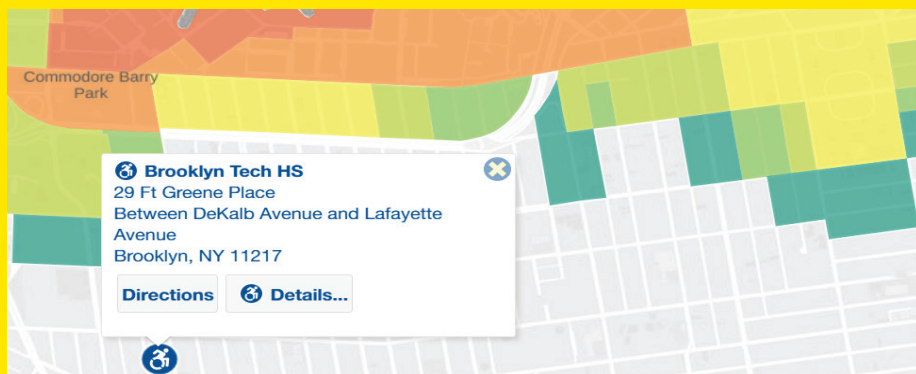 Commodore Barry
Park
Brooklyn Tech HS
29 Ft Greene Place
Between DeKalb Avenue and Lafayette
Avenue
Brooklyn, NY 11217
Directions
Details...